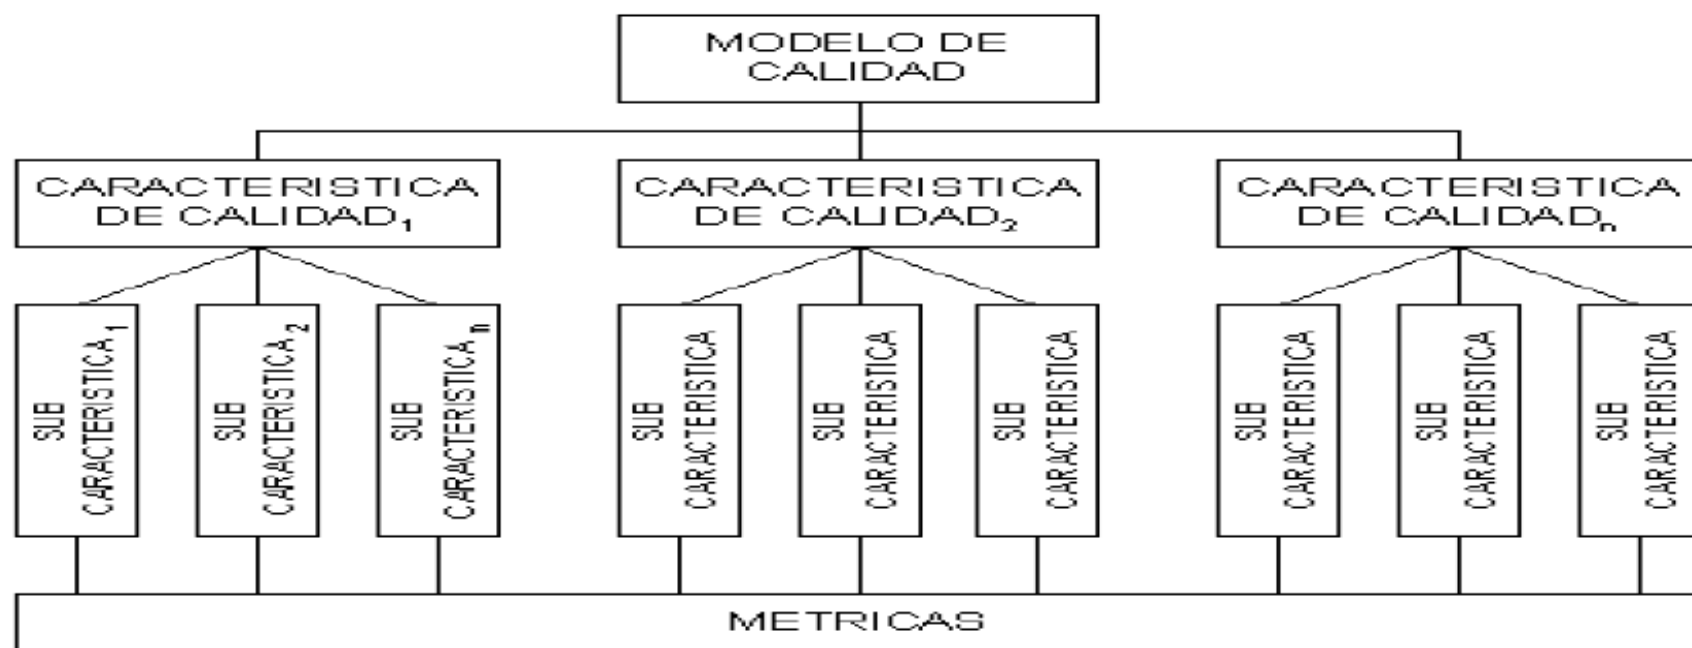 MODELO DE
CALIDAD
CARACTERISTICA
DE CALIDAD₁
CARACTERISTICA
DE CALIDAD₂
CARACTERISTICA
DE CALIDADₙ
SUB
CARACTERISTICA₁
SUB
CARACTERISTICA₂
SUB
CARACTERISTICAₙ
SUB
CARACTERISTICA
SUB
CARACTERISTICA
SUB
CARACTERISTICA
SUB
CARACTERISTICA
SUB
CARACTERISTICA
SUB
CARACTERISTICA
METRICAS